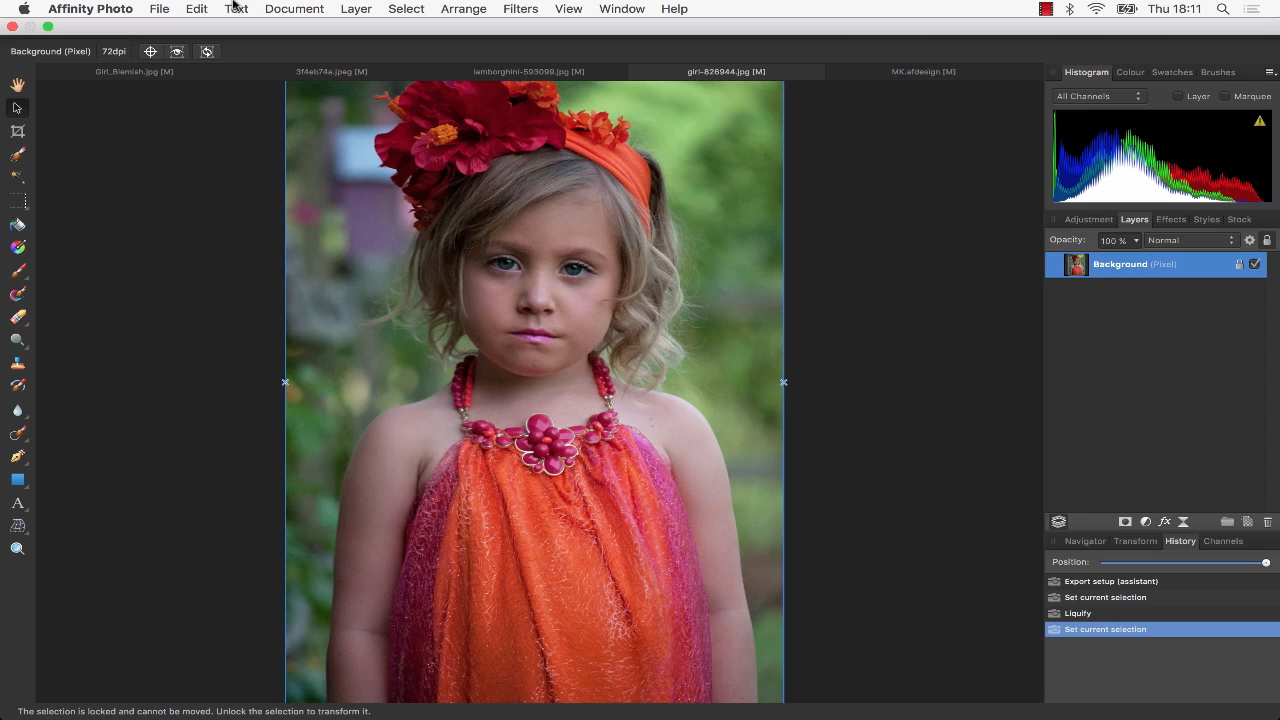 Affinity Photo File Edit Text Document Layer Select Arrange Filters View Window Help Thu 18:11
Background (Pixel) 72dpi
Girl_Blemish.jpg [M] 3f4eb74a.jpeg [M] lamborghini-593099.jpg [M] girl-826944.jpg [M] MK.afdesign [M]
Histogram Colour Swatches Brushes
All Channels Layer Marquee
Adjustment Layers Effects Styles Stock
Opacity: 100 % Normal
Background (Pixel)
fx
Navigator Transform History Channels
Position:
Export setup (assistant)
Set current selection
Liquify
Set current selection
The selection is locked and cannot be moved. Unlock the selection to transform it.